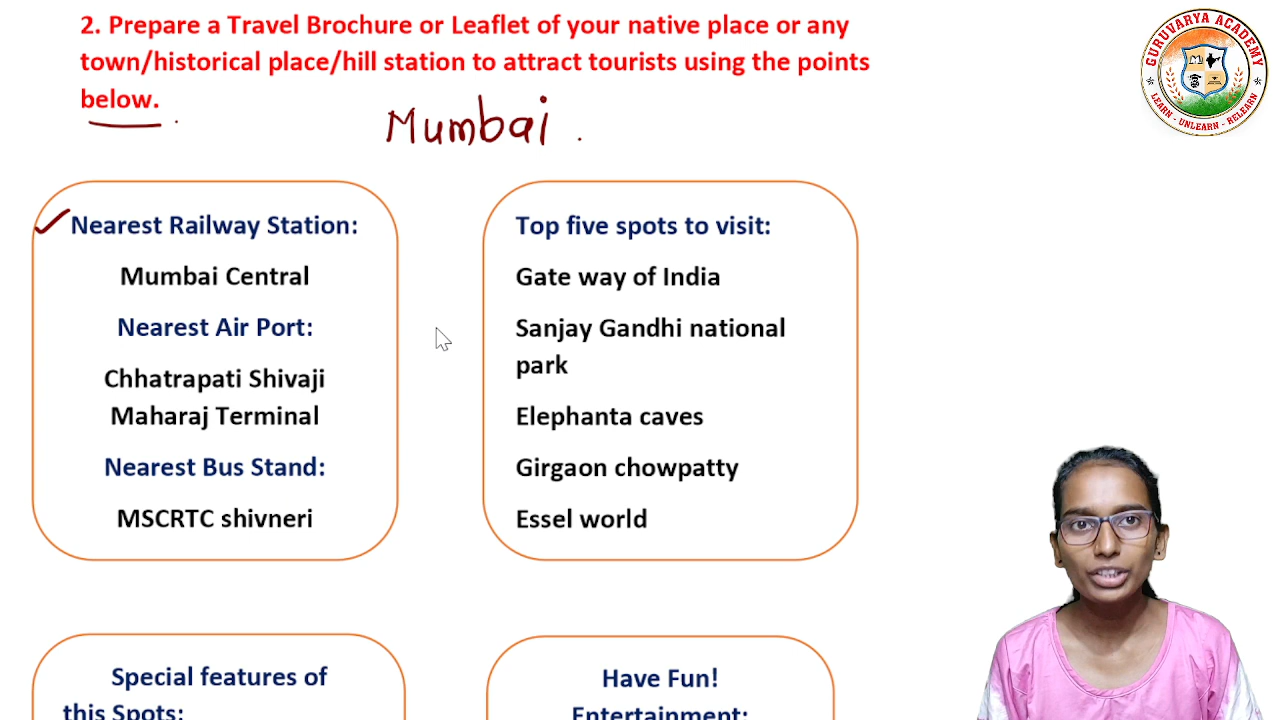 2. Prepare a Travel Brochure or Leaflet of your native place or any
town/historical place/hill station to attract tourists using the points
below.
Mumbai
GURUVARYA ACADEMY
LEARN - UNLEARN - RELEARN
Nearest Railway Station:
Mumbai Central
Nearest Air Port:
Chhatrapati Shivaji
Maharaj Terminal
Nearest Bus Stand:
MSCRTC shivneri
Top five spots to visit:
Gate way of India
Sanjay Gandhi national
park
Elephanta caves
Girgaon chowpatty
Essel world
Special features of
this Spots:
Have Fun!
Entertainment: